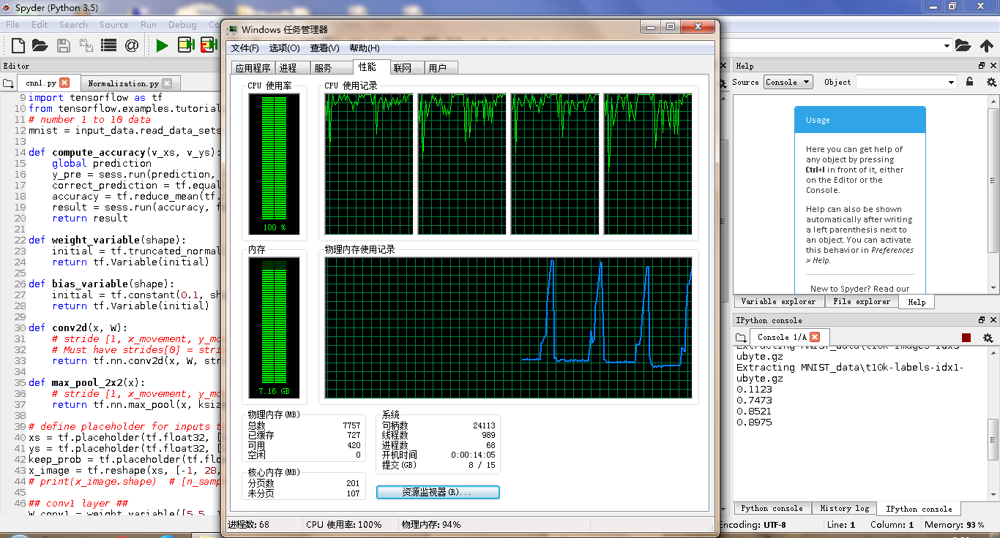 Spyder (Python 3.5)
File Edit Search Source Run Debug
Editor
cnn1.py
Normalization.py
9 import tensorflow as tf
10 from tensorflow.examples.tutorial
11 # number 1 to 10 data
12 mnist = input_data.read_data_sets
13
14 def compute_accuracy(v_xs, v_ys):
15 global prediction
16 y_pre = sess.run(prediction,
17 correct_prediction = tf.equal
18 accuracy = tf.reduce_mean(tf.
19 result = sess.run(accuracy, f
20 return result
21
22 def weight_variable(shape):
23 initial = tf.truncated_normal
24 return tf.Variable(initial)
25
26 def bias_variable(shape):
27 initial = tf.constant(0.1, sh
28 return tf.Variable(initial)
29
30 def conv2d(x, W):
31 # stride [1, x_movement, y_mo
32 # Must have strides[0] = stri
33 return tf.nn.conv2d(x, W, str
34
35 def max_pool_2x2(x):
36 # stride [1, x_movement, y_mo
37 return tf.nn.max_pool(x, ksiz
38
39 # define placeholder for inputs t
40 xs = tf.placeholder(tf.float32, [
41 ys = tf.placeholder(tf.float32, [
42 keep_prob = tf.placeholder(tf.flo
43 x_image = tf.reshape(xs, [-1, 28,
44 # print(x_image.shape) # [n_samp
45
46 ## conv1 layer ##
W_conv1 = weight_variable([5,5, 1
Windows 任务管理器
文件(F) 选项(O) 查看(V) 帮助(H)
应用程序 进程 服务 性能 联网 用户
CPU 使用率
100 %
CPU 使用记录
内存
7.16 GB
物理内存使用记录
物理内存(MB)
总数 7757
已缓存 727
可用 420
空闲 0
核心内存(MB)
分页数 201
未分页 107
系统
句柄数 24113
线程数 989
进程数 68
开机时间 0:00:14:05
提交(GB) 8 / 15
资源监视器(R)...
进程数: 68 CPU 使用率: 100% 物理内存: 94%
Help
Source Console Object
Usage
Here you can get help of
any object by pressing
Ctrl+I in front of it, either
on the Editor or the
Console.
Help can also be shown
automatically after writing
a left parenthesis next to
an object. You can activate
this behavior in Preferences
> Help.
New to Spyder? Read our
Variable explorer File explorer Help
IPython console
Console 1/A
Extracting MNIST_data\t10k-images-idx3-
ubyte.gz
Extracting MNIST_data\t10k-labels-idx1-
ubyte.gz
0.1123
0.7473
0.8521
0.8975
Python console History log IPython console
Encoding: UTF-8 Line: 1 Column: 1 Memory: 93 %